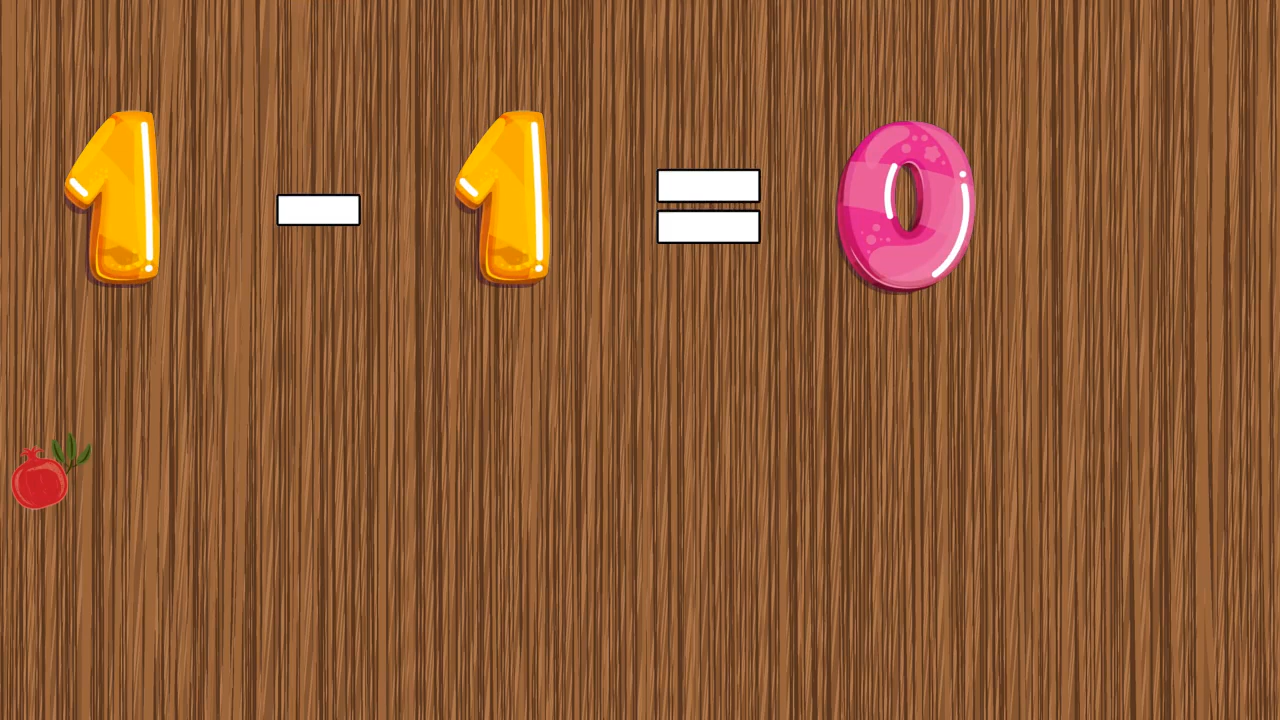 1 - 1 = 0